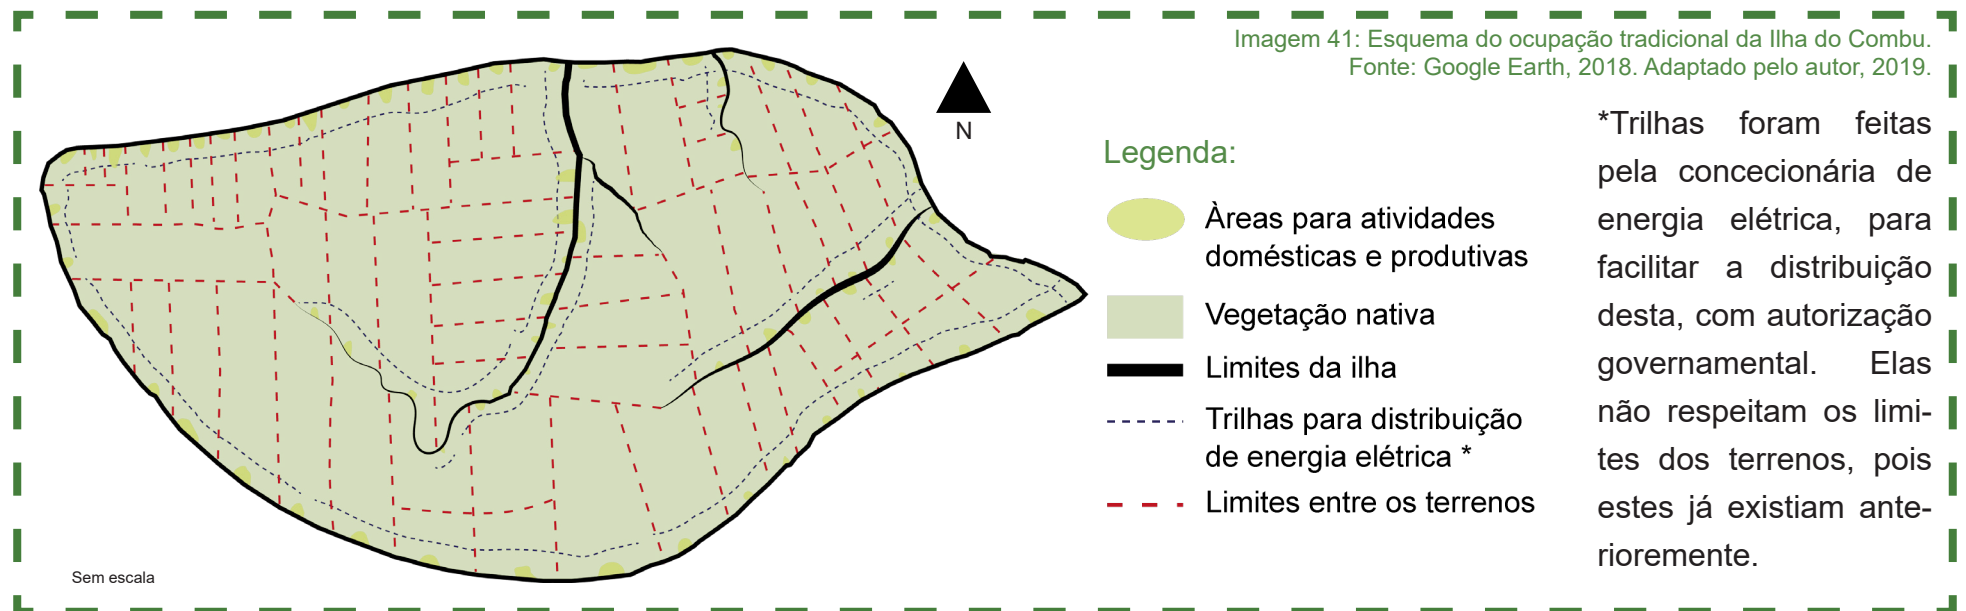 Imagem 41: Esquema do ocupação tradicional da Ilha do Combu.
Fonte: Google Earth, 2018. Adaptado pelo autor, 2019.
N
Legenda:
Àreas para atividades
domésticas e produtivas
Vegetação nativa
Limites da ilha
Trilhas para distribuição
de energia elétrica *
Limites entre os terrenos
*Trilhas foram feitas
pela concecionária de
energia elétrica, para
facilitar a distribuição
desta, com autorização
governamental. Elas
não respeitam os limi-
tes dos terrenos, pois
estes já existiam ante-
rioremente.
Sem escala